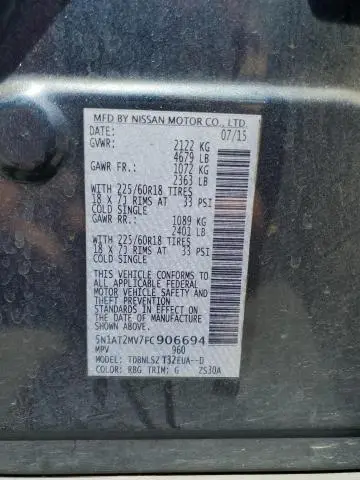 MFD BY NISSAN MOTOR CO., LTD.
DATE: 07/15
GVWR: 2122 KG
4679 LB
GAWR FR.: 1072 KG
2363 LB
WITH 225/60R18 TIRES
18 X 7J RIMS AT 33 PSI
COLD SINGLE
GAWR RR.: 1089 KG
2401 LB
WITH 225/60R18 TIRES
18 X 7J RIMS AT 33 PSI
COLD SINGLE
THIS VEHICLE CONFORMS TO
ALL APPLICABLE FEDERAL
MOTOR VEHICLE SAFETY
STANDARDS IN EFFECT
ON THE DATE OF
MANUFACTURE SHOWN
ABOVE.
5N1AT2MV7FC906694
MPV 960
MODEL: TDBNLSZ T32EUA--D
COLOR: RBG TRIM: G ZS30A